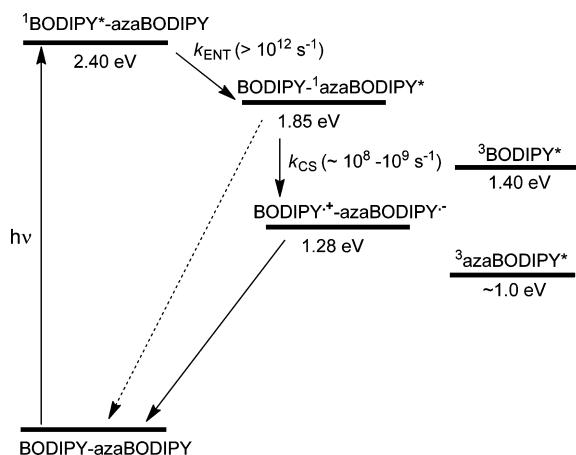 ¹BODIPY*-azaBODIPY
2.40 eV
k_ENT (> 10¹² s⁻¹)
BODIPY-¹azaBODIPY*
1.85 eV
k_CS (~ 10⁸ -10⁹ s⁻¹)
³BODIPY*
1.40 eV
BODIPY·⁺-azaBODIPY·⁻
1.28 eV
hν
³azaBODIPY*
~1.0 eV
BODIPY-azaBODIPY